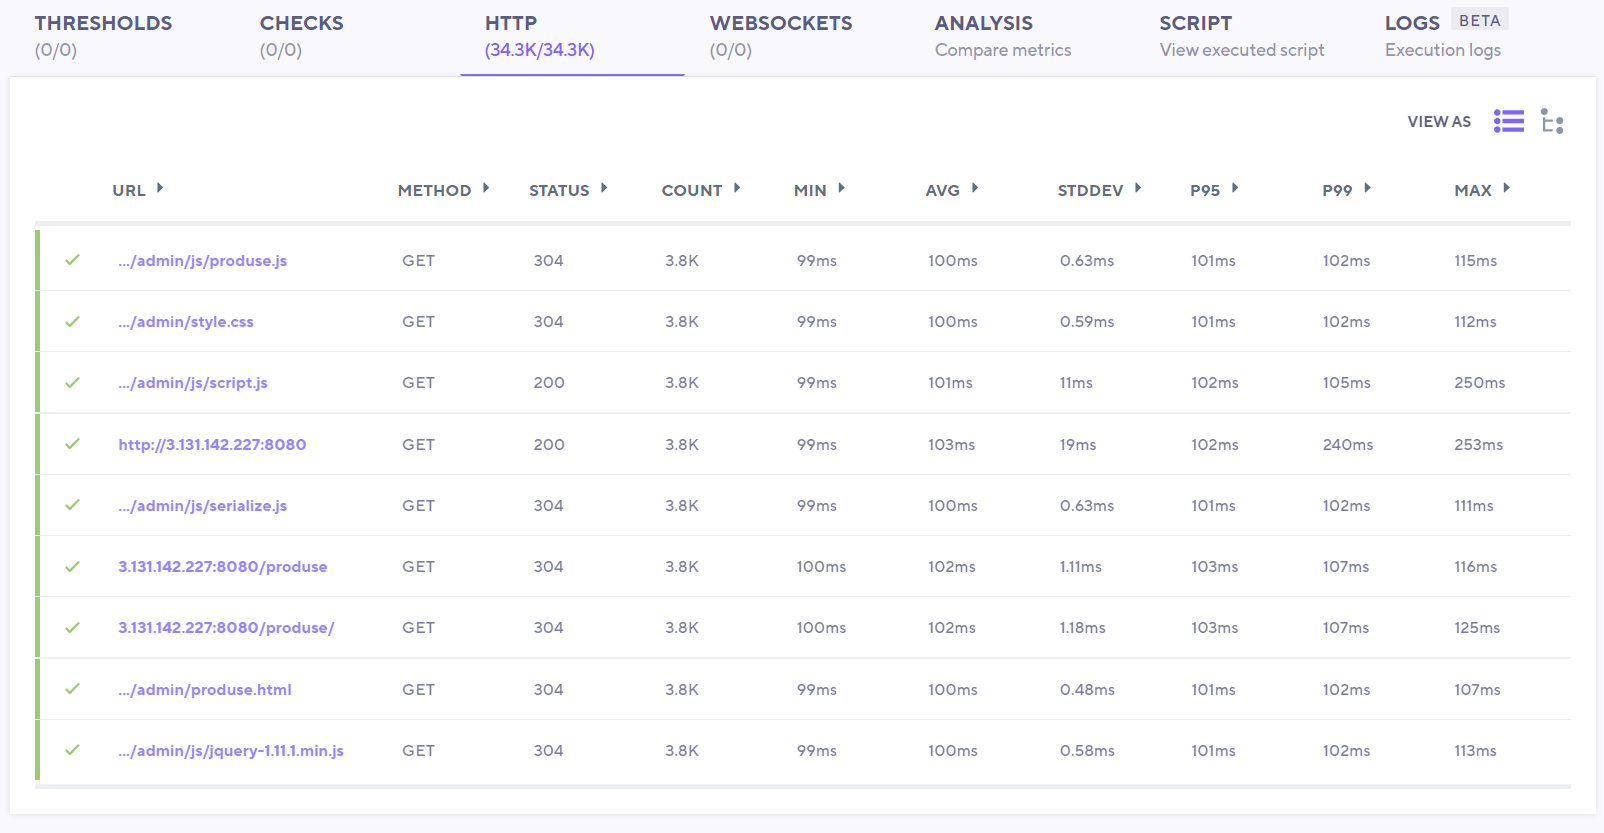 THRESHOLDS CHECKS HTTP WEBSOCKETS ANALYSIS SCRIPT LOGS BETA
(0/0) (0/0) (34.3K/34.3K) (0/0) Compare metrics View executed script Execution logs
VIEW AS
URL METHOD STATUS COUNT MIN AVG STDDEV P95 P99 MAX
.../admin/js/produse.js GET 304 3.8K 99ms 100ms 0.63ms 101ms 102ms 115ms
.../admin/style.css GET 304 3.8K 99ms 100ms 0.59ms 101ms 102ms 112ms
.../admin/js/script.js GET 200 3.8K 99ms 101ms 11ms 102ms 105ms 250ms
http://3.131.142.227:8080 GET 200 3.8K 99ms 103ms 19ms 102ms 240ms 253ms
.../admin/js/serialize.js GET 304 3.8K 99ms 100ms 0.63ms 101ms 102ms 111ms
3.131.142.227:8080/produse GET 304 3.8K 100ms 102ms 1.11ms 103ms 107ms 116ms
3.131.142.227:8080/produse/ GET 304 3.8K 100ms 102ms 1.18ms 103ms 107ms 125ms
.../admin/produse.html GET 304 3.8K 99ms 100ms 0.48ms 101ms 102ms 107ms
.../admin/js/jquery-1.11.1.min.js GET 304 3.8K 99ms 100ms 0.58ms 101ms 102ms 113ms